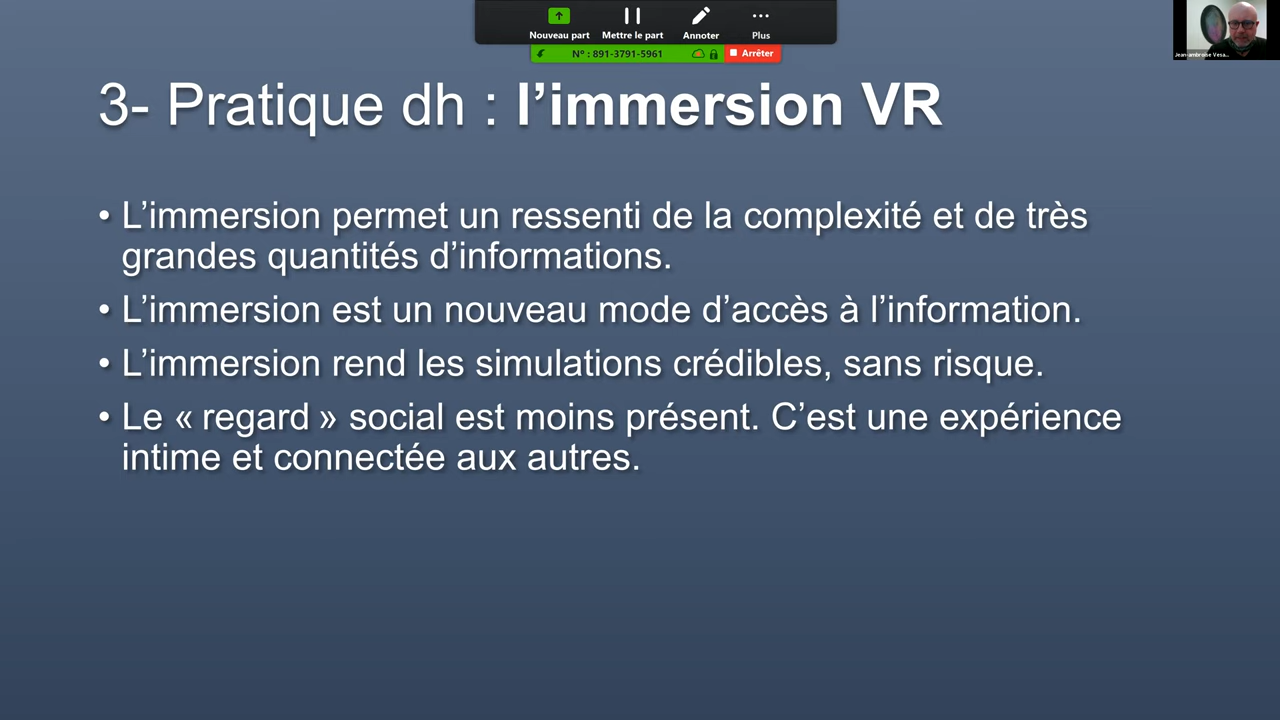 Nouveau part
Mettre le part
Annoter
Plus
N° : 891-3791-5961
Arrêter
Jean-ambroise Vesa...
3- Pratique dh : l’immersion VR
• L’immersion permet un ressenti de la complexité et de très
grandes quantités d’informations.
• L’immersion est un nouveau mode d’accès à l’information.
• L’immersion rend les simulations crédibles, sans risque.
• Le « regard » social est moins présent. C’est une expérience
intime et connectée aux autres.